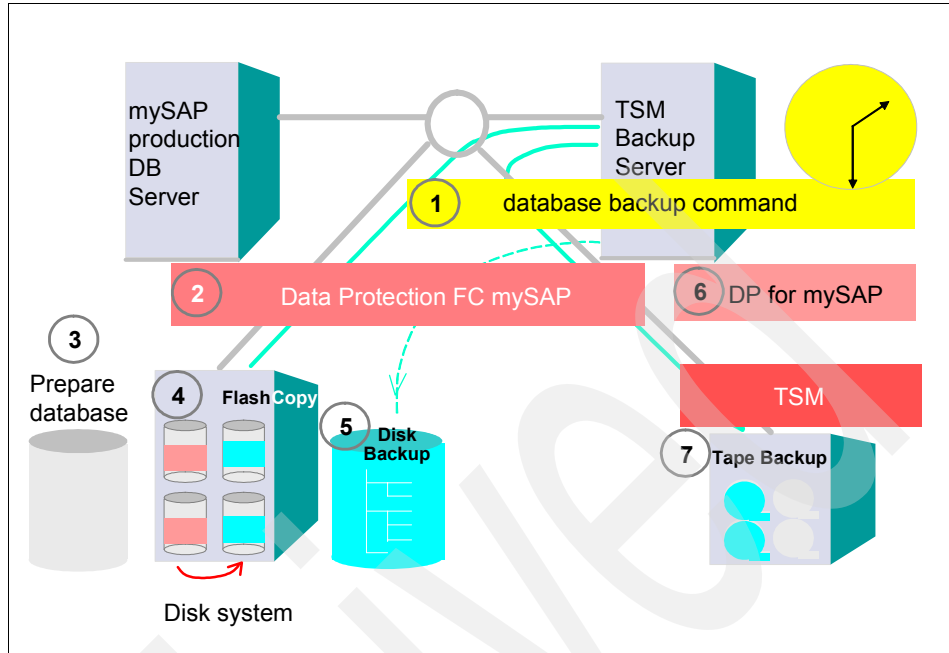 mySAP
production
DB
Server
TSM
Backup
Server
1
database backup command
2
Data Protection FC mySAP
6
DP for mySAP
3
Prepare
database
4
FlashCopy
5
Disk
Backup
TSM
7
Tape Backup
Disk system